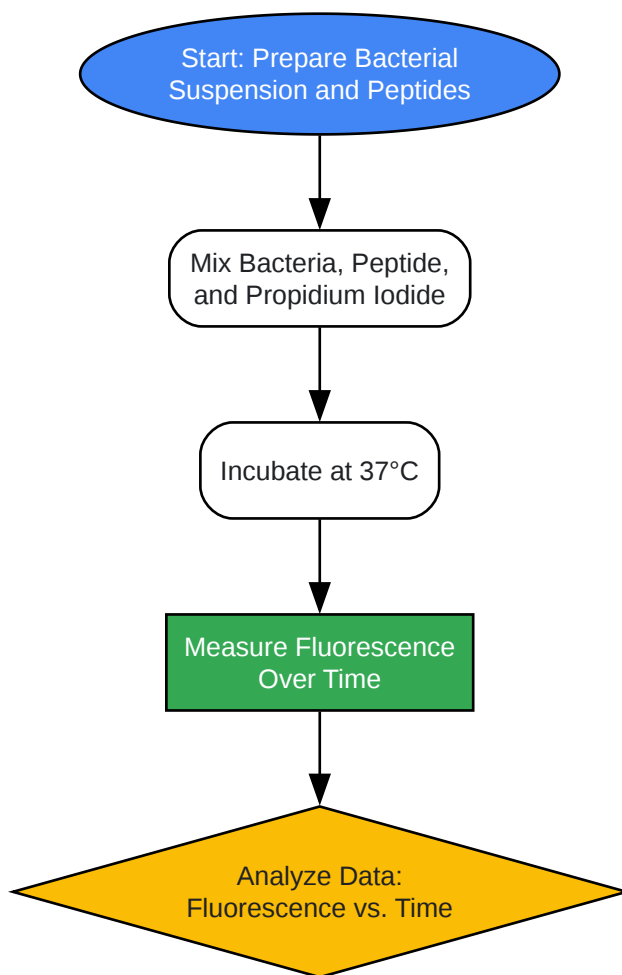 Start: Prepare Bacterial
Suspension and Peptides
Mix Bacteria, Peptide,
and Propidium Iodide
Incubate at 37°C
Measure Fluorescence
Over Time
Analyze Data:
Fluorescence vs. Time